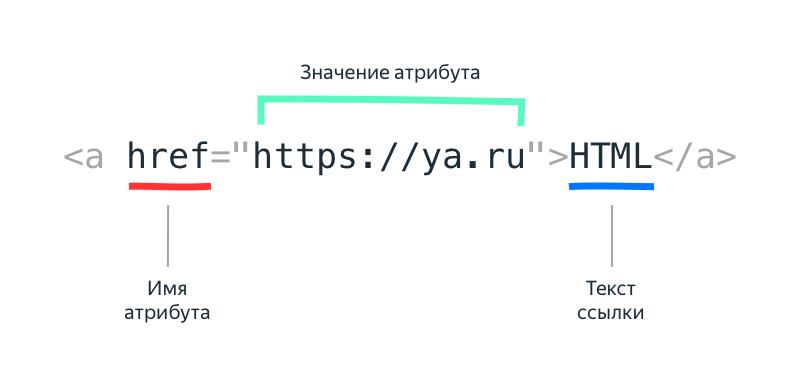 Значение атрибута
<a href="https://ya.ru">HTML</a>
Имя
атрибута
Текст
ссылки